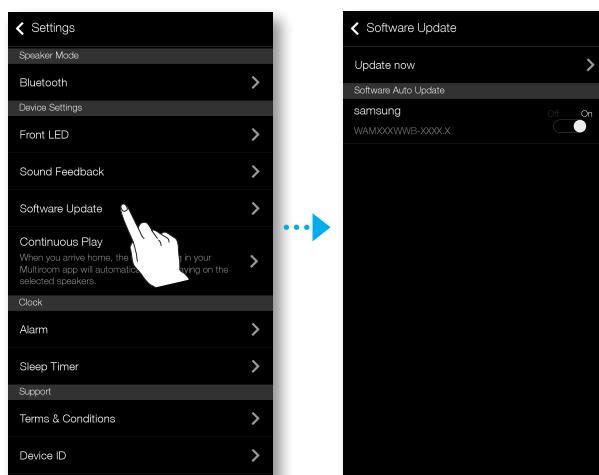 Settings
Speaker Mode
Bluetooth
Device Settings
Front LED
Sound Feedback
Software Update
Continuous Play
When you arrive home, the in your
Multiroom app will on the
selected speakers.
Clock
Alarm
Sleep Timer
Support
Terms & Conditions
Device ID
Software Update
Update now
Software Auto Update
samsung
Off On
WAMXXXWWB-XXXX.X